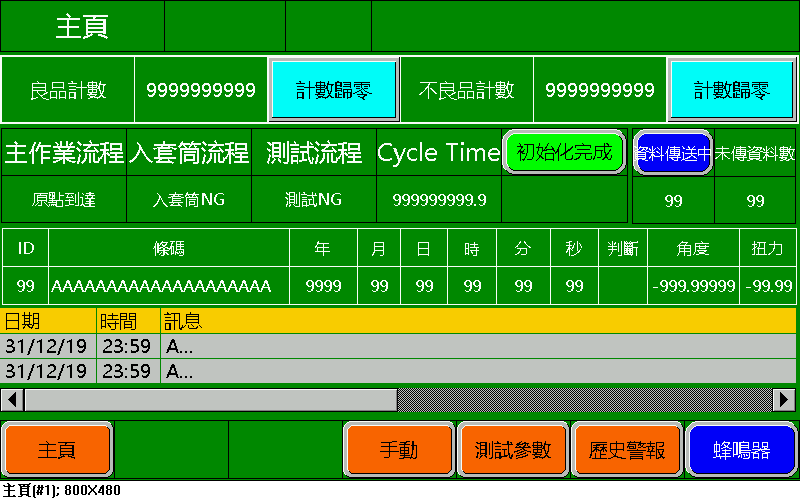 主頁
良品計數 9999999999 計數歸零 不良品計數 9999999999 計數歸零
主作業流程 入套筒流程 測試流程 Cycle Time 初始化完成 資料傳送中 未傳資料數
原點到達 入套筒NG 測試NG 999999999.9 99 99
ID 條碼 年 月 日 時 分 秒 判斷 角度 扭力
99 AAAAAAAAAAAAAAAAAAAA 9999 99 99 99 99 99 -999.99999 -99.99
日期 時間 訊息
31/12/19 23:59 A...
31/12/19 23:59 A...
主頁 手動 測試參數 歷史警報 蜂鳴器
主頁(#1); 800X480